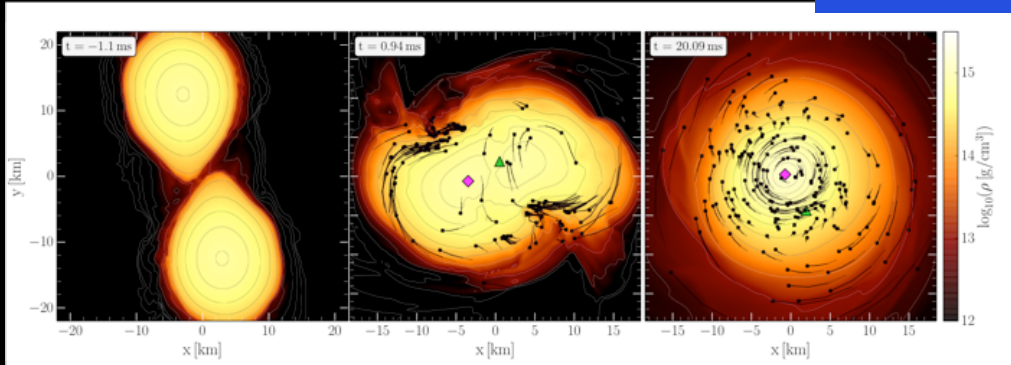 t = −1.1 ms
t = 0.94 ms
t = 20.09 ms
20
10
0
−10
−20
y [km]
−20 −10 0 10 20
x [km]
−15 −10 −5 0 5 10 15
x [km]
−15 −10 −5 0 5 10 15
x [km]
15
14
13
12
log₁₀(ρ [g/cm³])